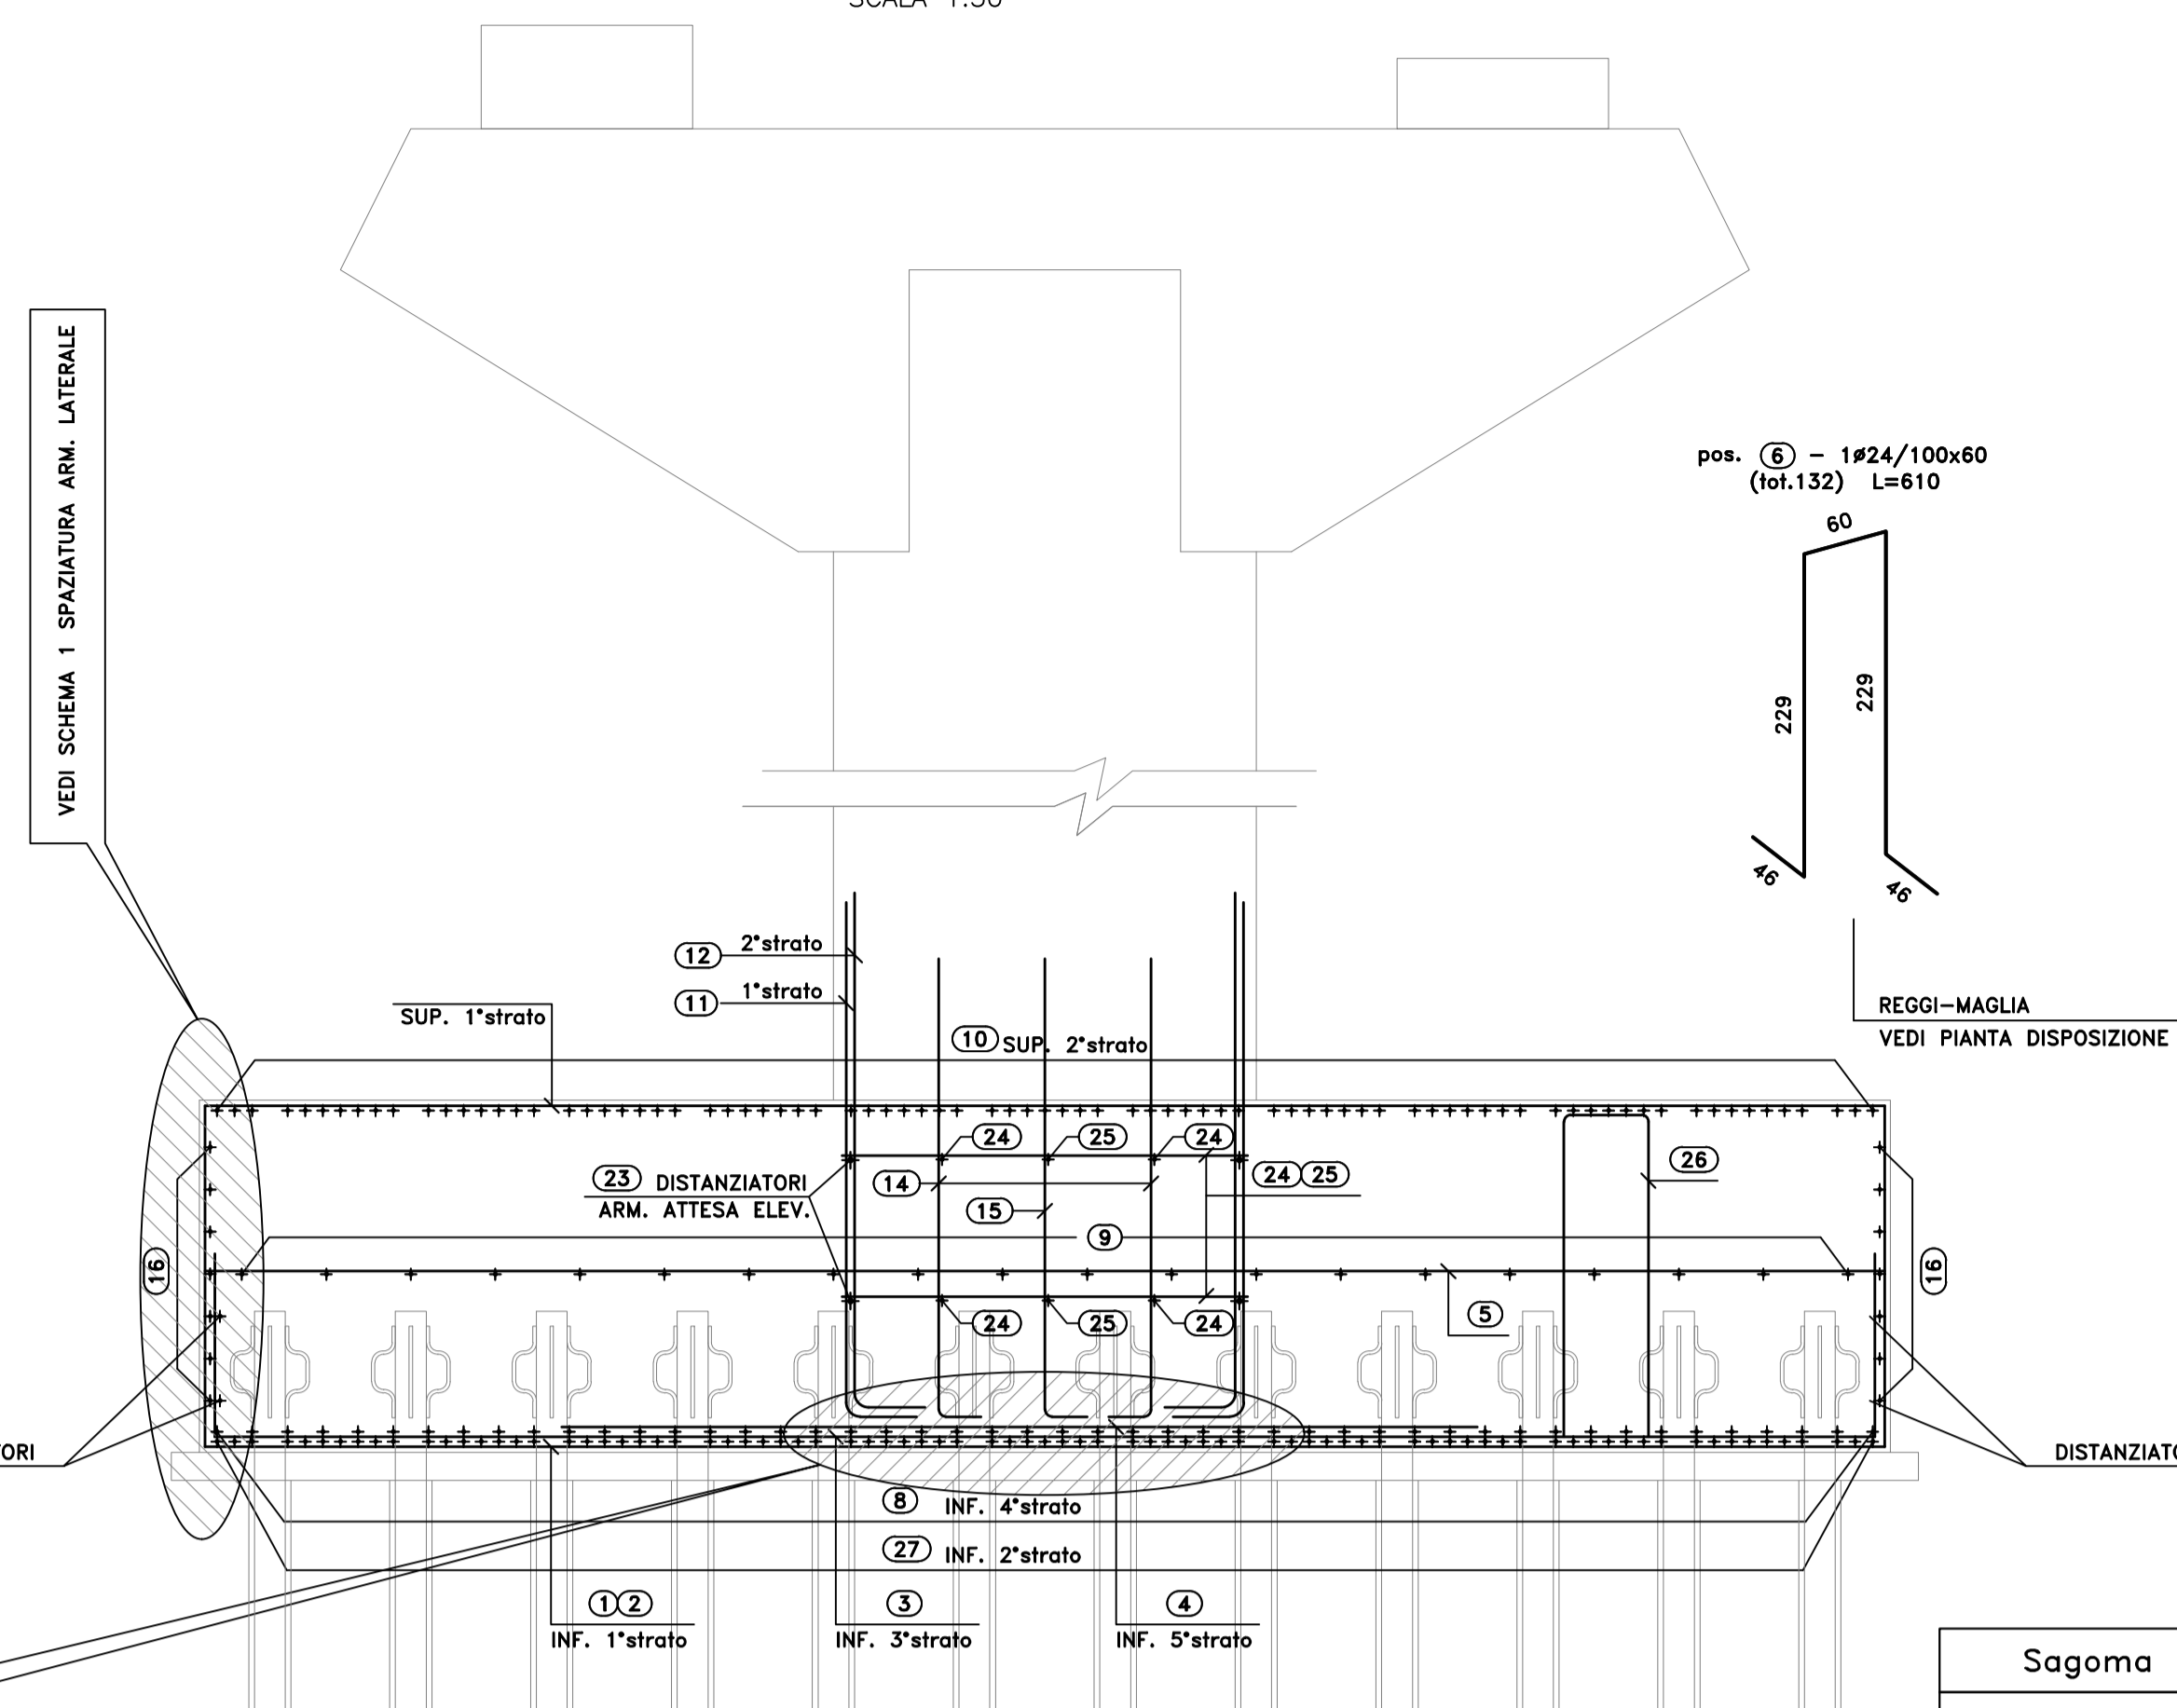 SCALA 1:50
VEDI SCHEMA 1 SPAZIATURA ARM. LATERALE
pos. 6 - 1ø24/100x60
(tot.132) L=610
60
229
229
46
46
REGGI-MAGLIA
VEDI PIANTA DISPOSIZIONE
12 2°strato
11 1°strato
SUP. 1°strato
10 SUP. 2°strato
24
25
24
23 DISTANZIATORI
ARM. ATTESA ELEV.
14
24 25
26
15
9
16
16
24
25
24
5
TORI
DISTANZIATO
8 INF. 4°strato
27 INF. 2°strato
1 2
INF. 1°strato
3
INF. 3°strato
4
INF. 5°strato
Sagoma